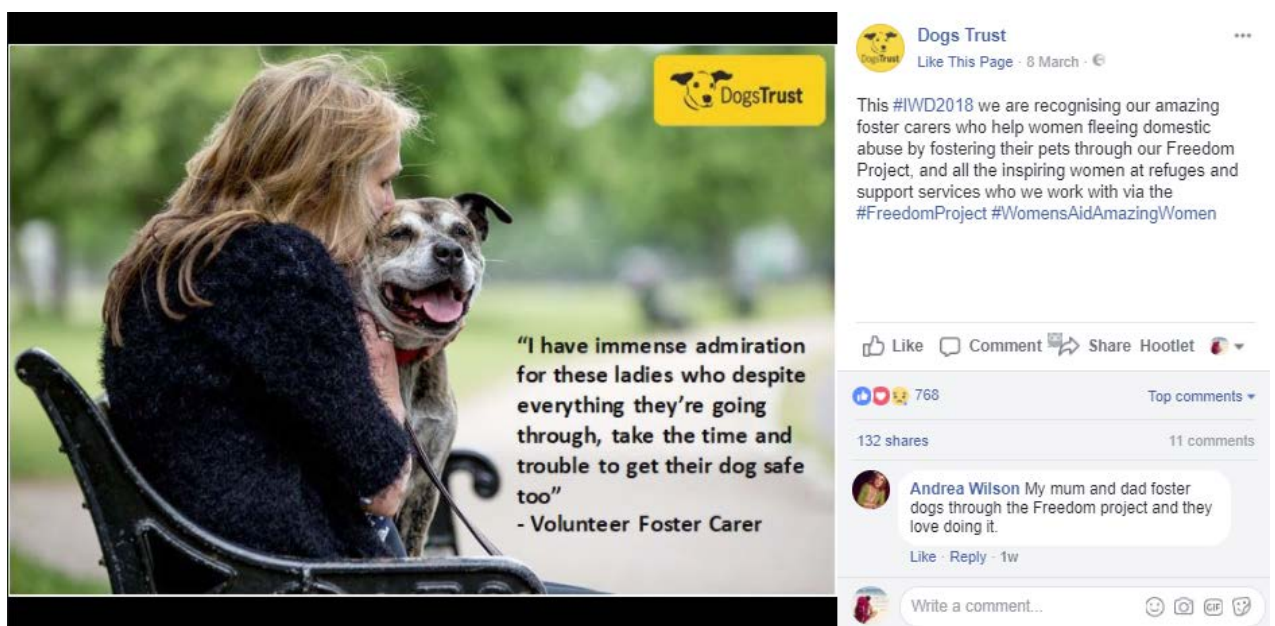 DogsTrust
"I have immense admiration
for these ladies who despite
everything they're going
through, take the time and
trouble to get their dog safe
too"
- Volunteer Foster Carer
DogsTrust
Dogs Trust
Like This Page · 8 March ·
This #IWD2018 we are recognising our amazing
foster carers who help women fleeing domestic
abuse by fostering their pets through our Freedom
Project, and all the inspiring women at refuges and
support services who we work with via the
#FreedomProject #WomensAidAmazingWomen
Like Comment Share Hootlet
768 Top comments
132 shares 11 comments
Andrea Wilson My mum and dad foster
dogs through the Freedom project and they
love doing it.
Like · Reply · 1w
Write a comment... GIF